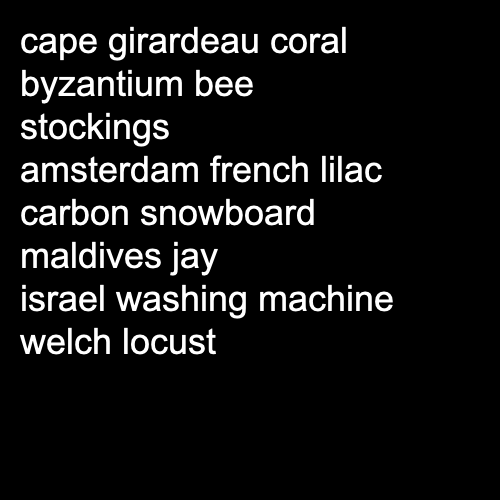 cape girardeau coral
byzantium bee
stockings
amsterdam french lilac
carbon snowboard
maldives jay
israel washing machine
welch locust